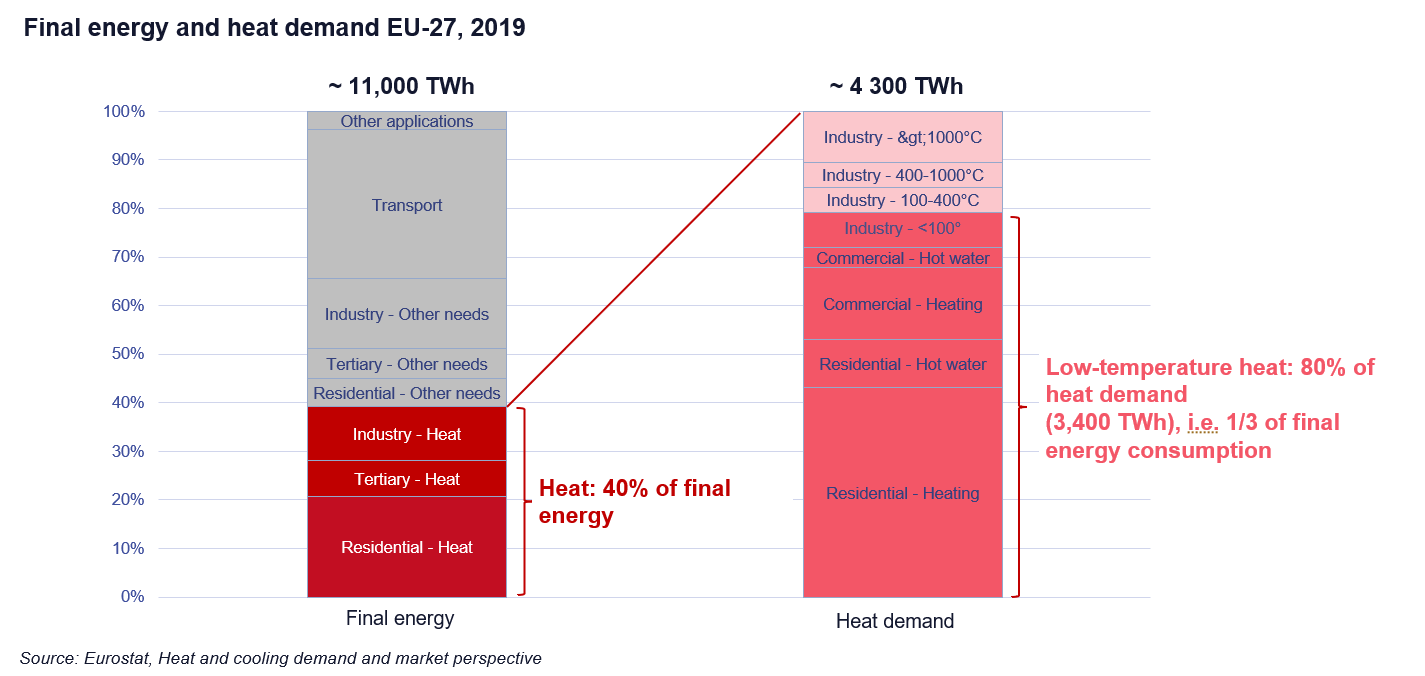 Final energy and heat demand EU-27, 2019
~ 11,000 TWh
~ 4 300 TWh
100%
90%
80%
70%
60%
50%
40%
30%
20%
10%
0%
Other applications
Transport
Industry - Other needs
Tertiary - Other needs
Residential - Other needs
Industry - Heat
Tertiary - Heat
Residential - Heat
Final energy
Heat: 40% of final
energy
Industry - &gt;1000°C
Industry - 400-1000°C
Industry - 100-400°C
Industry - <100°
Commercial - Hot water
Commercial - Heating
Residential - Hot water
Residential - Heating
Heat demand
Low-temperature heat: 80% of
heat demand
(3,400 TWh), i.e. 1/3 of final
energy consumption
Source: Eurostat, Heat and cooling demand and market perspective